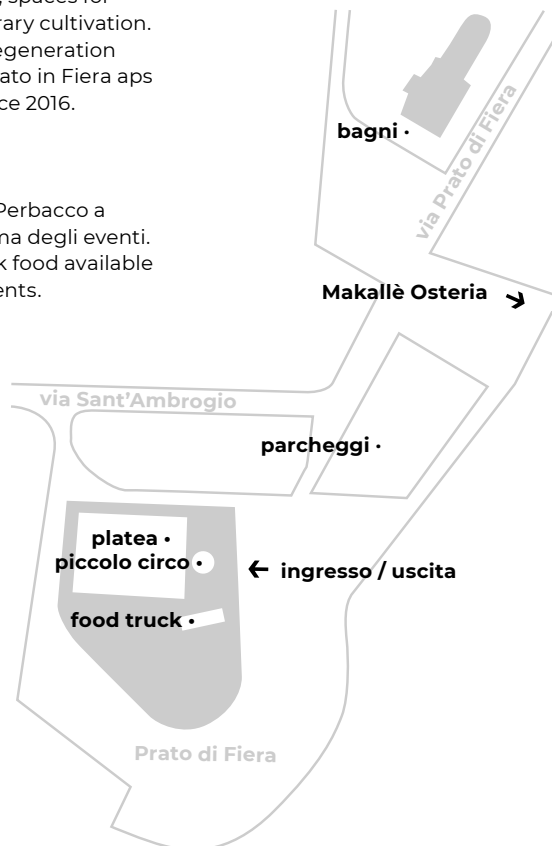 spaces for
rary cultivation.
egeneration
ato in Fiera aps
ce 2016.
Perbacco a
na degli eventi.
k food available
ents.
bagni •
via Prato di Fiera
Makallè Osteria ➔
via Sant'Ambrogio
parcheggi •
platea •
piccolo circo •
← ingresso / uscita
food truck •
Prato di Fiera